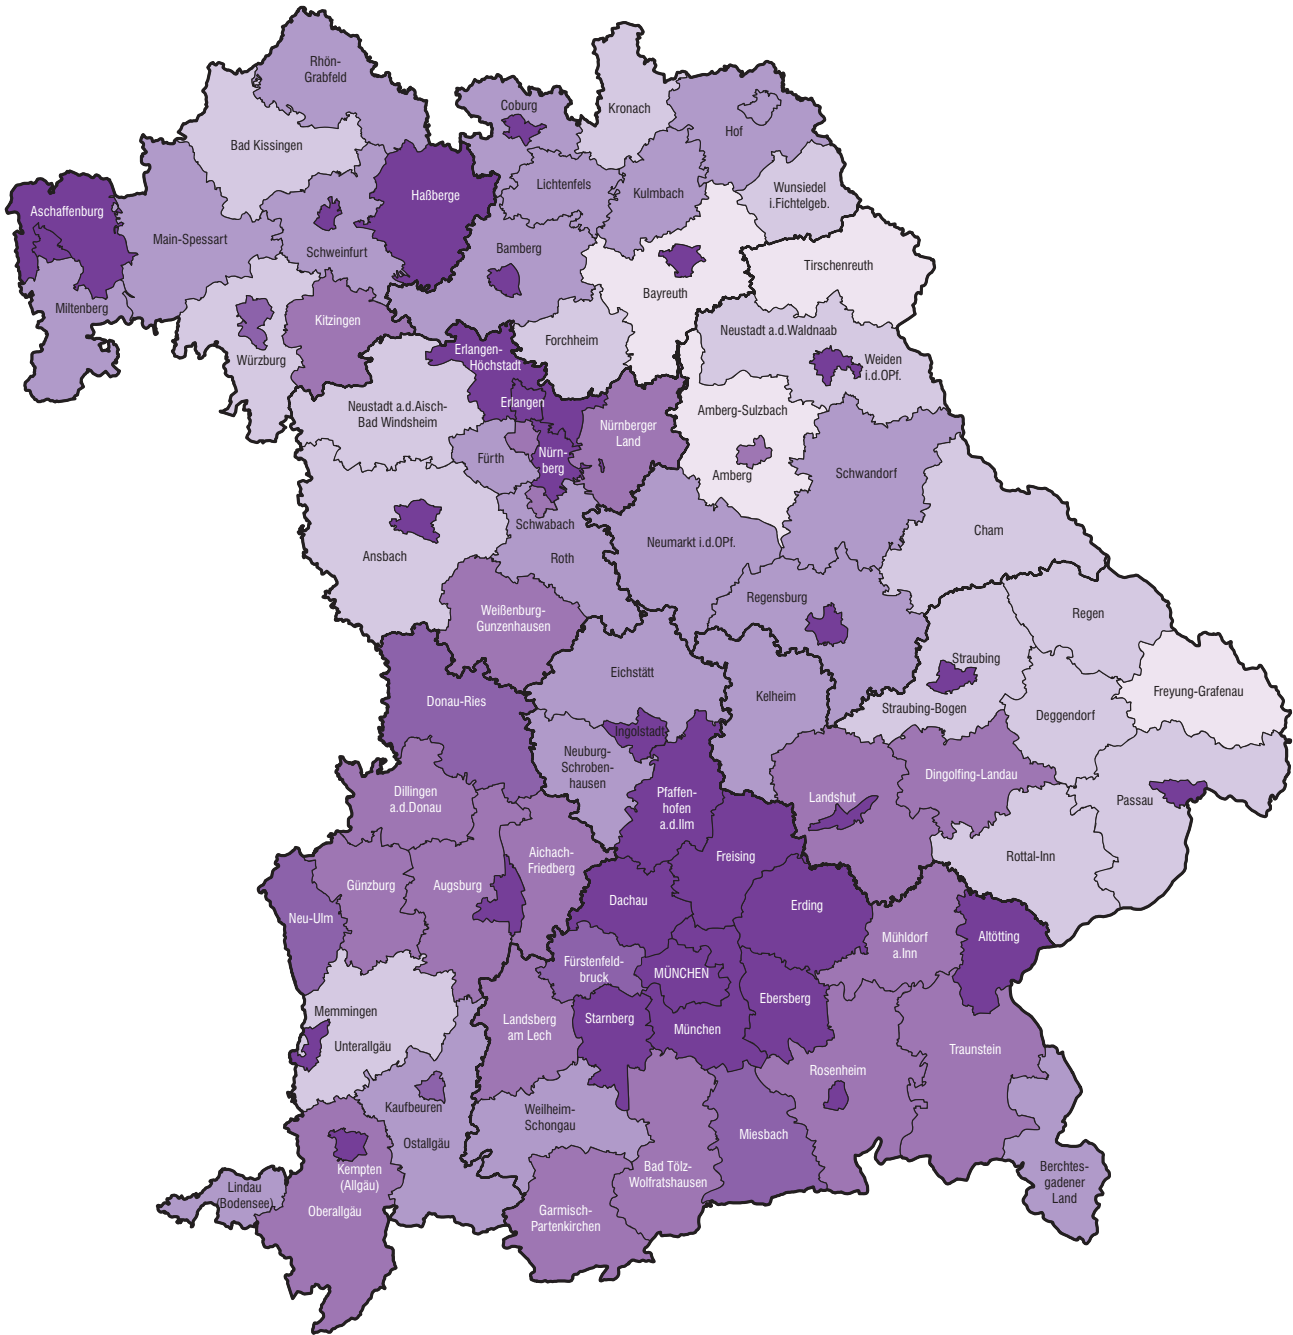 Rhön-
Grabfeld
Coburg
Kronach
Hof
Bad Kissingen
Lichtenfels
Kulmbach
Wunsiedel
i.Fichtelgeb.
Haßberge
Aschaffenburg
Main-Spessart
Schweinfurt
Bamberg
Tirschenreuth
Bayreuth
Miltenberg
Kitzingen
Würzburg
Forchheim
Neustadt a.d.Waldnaab
Erlangen-
Höchstadt
Weiden
i.d.OPf.
Erlangen
Neustadt a.d.Aisch-
Bad Windsheim
Amberg-Sulzbach
Nürnberger
Land
Fürth
Nürn-
berg
Amberg
Schwandorf
Schwabach
Roth
Ansbach
Neumarkt i.d.OPf.
Cham
Weißenburg-
Gunzenhausen
Regensburg
Regen
Straubing
Eichstätt
Kelheim
Freyung-Grafenau
Donau-Ries
Straubing-Bogen
Deggendorf
Ingolstadt
Neuburg-
Schroben-
hausen
Dingolfing-Landau
Dillingen
a.d.Donau
Pfaffen-
hofen
a.d.Ilm
Landshut
Passau
Aichach-
Friedberg
Freising
Rottal-Inn
Günzburg
Augsburg
Dachau
Erding
Neu-Ulm
Mühldorf
a.Inn
Altötting
Fürstenfeld-
bruck
MÜNCHEN
Ebersberg
Memmingen
Landsberg
am Lech
Starnberg
München
Unterallgäu
Traunstein
Rosenheim
Kaufbeuren
Weilheim-
Schongau
Miesbach
Ostallgäu
Kempten
(Allgäu)
Bad Tölz-
Wolfratshausen
Berchtes-
gadener
Land
Lindau
(Bodensee)
Oberallgäu
Garmisch-
Partenkirchen